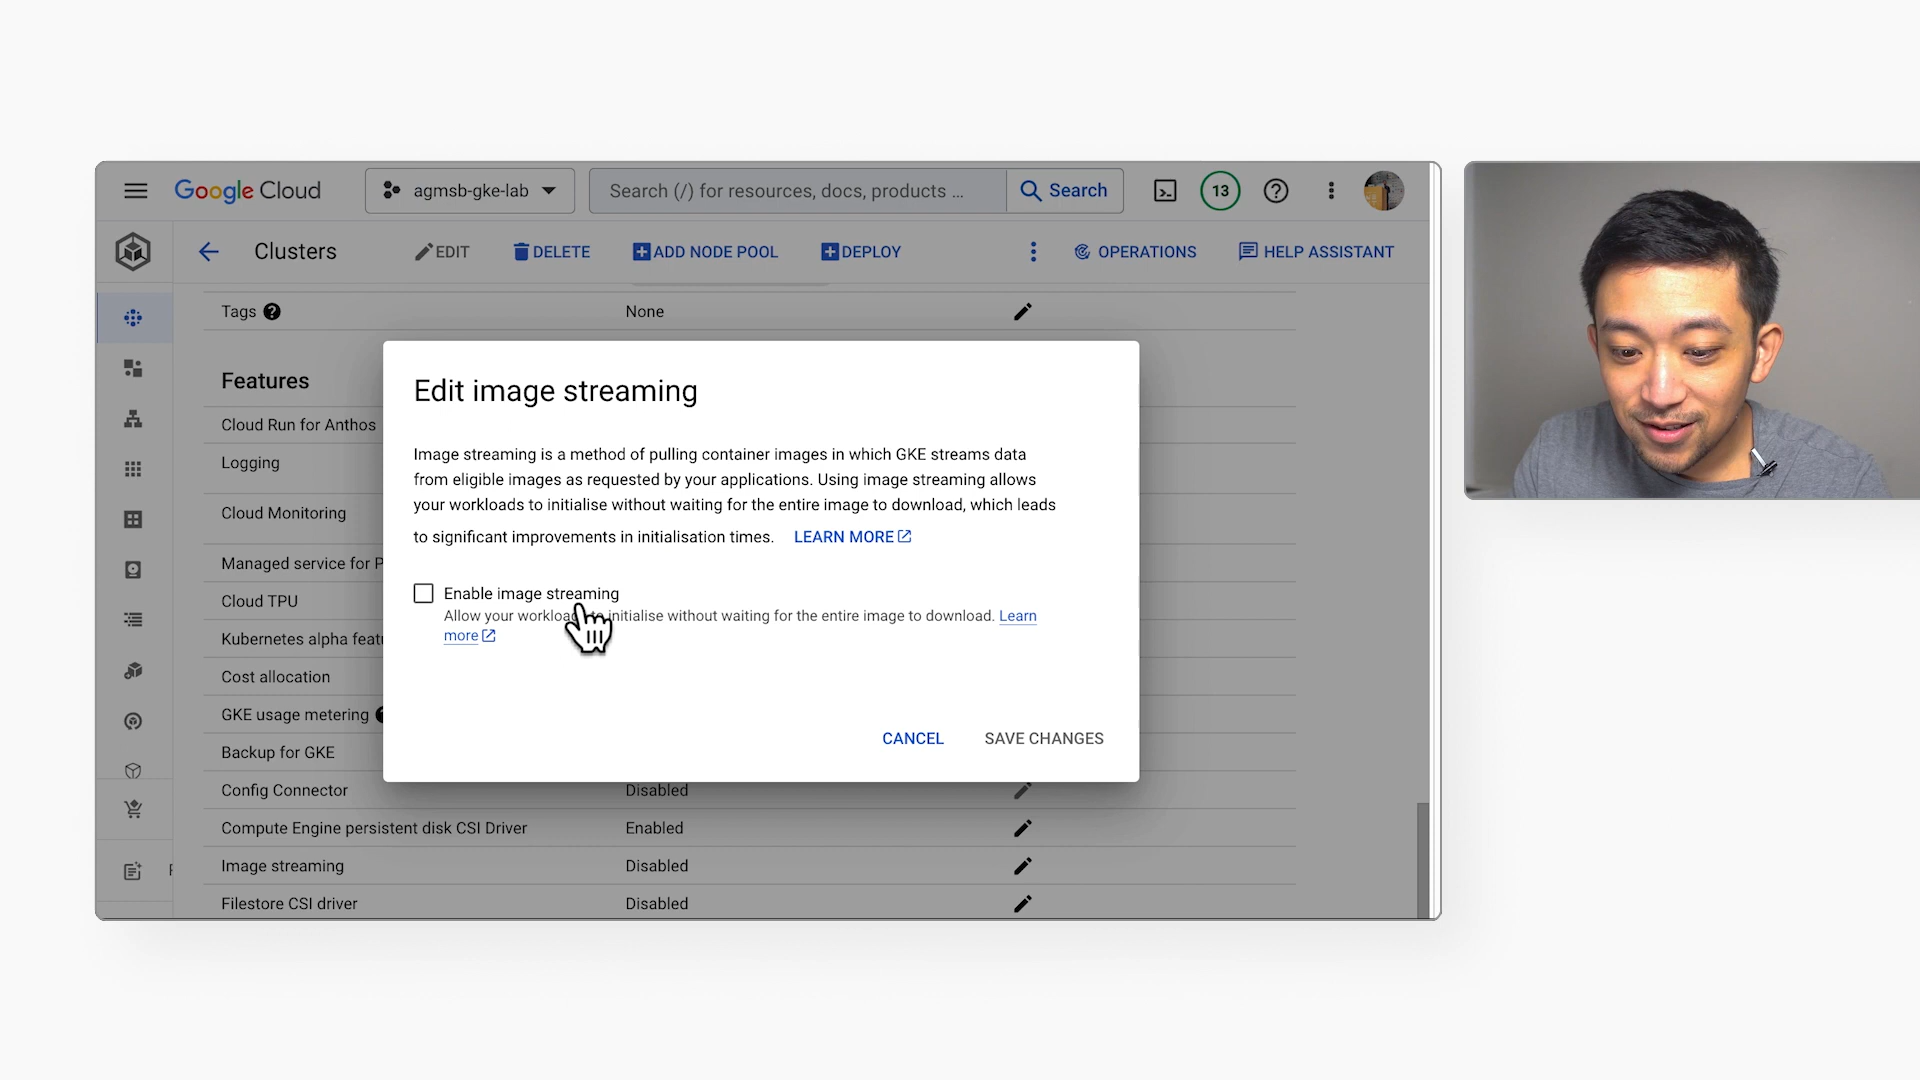 Google Cloud
agmsb-gke-lab
Search (/) for resources, docs, products ...
Search
13
Clusters
EDIT
DELETE
ADD NODE POOL
DEPLOY
OPERATIONS
HELP ASSISTANT
Tags
None
Features
Cloud Run for Anthos
Logging
Cloud Monitoring
Managed service for P
Cloud TPU
Kubernetes alpha feat
Cost allocation
GKE usage metering
Backup for GKE
Config Connector
Disabled
Compute Engine persistent disk CSI Driver
Enabled
Image streaming
Disabled
Filestore CSI driver
Disabled
Edit image streaming
Image streaming is a method of pulling container images in which GKE streams data
from eligible images as requested by your applications. Using image streaming allows
your workloads to initialise without waiting for the entire image to download, which leads
to significant improvements in initialisation times. LEARN MORE
Enable image streaming
Allow your workload initialise without waiting for the entire image to download. Learn
more
CANCEL
SAVE CHANGES